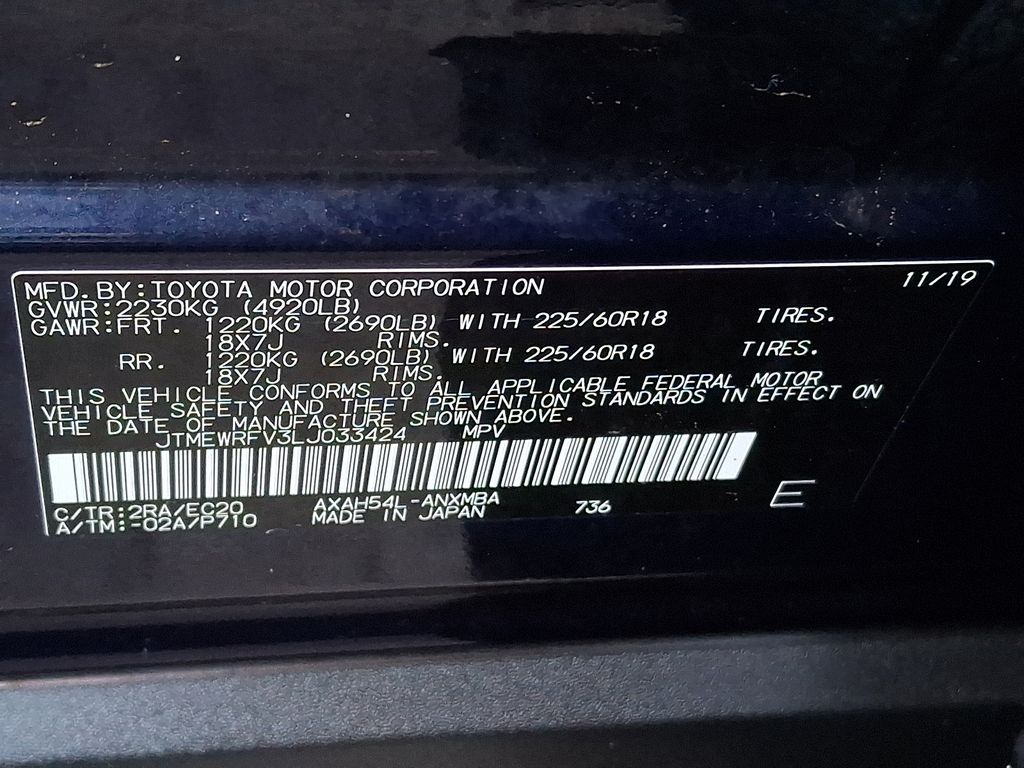 MFD. BY: TOYOTA MOTOR CORPORATION 11/19
GVWR: 2230KG (4920LB)
GAWR: FRT. 1220KG (2690LB) WITH 225/60R18 TIRES.
18X7J RIMS.
RR. 1220KG (2690LB) WITH 225/60R18 TIRES.
18X7J RIMS.
THIS VEHICLE CONFORMS TO ALL APPLICABLE FEDERAL MOTOR
VEHICLE SAFETY AND THEFT PREVENTION STANDARDS IN EFFECT ON
THE DATE OF MANUFACTURE SHOWN ABOVE.
JTMEWRFV3LJ033424 MPV
C/TR: 2RA/EC20 AXAH54L-ANXMBA 736 E
A/TM: -02A/P710 MADE IN JAPAN